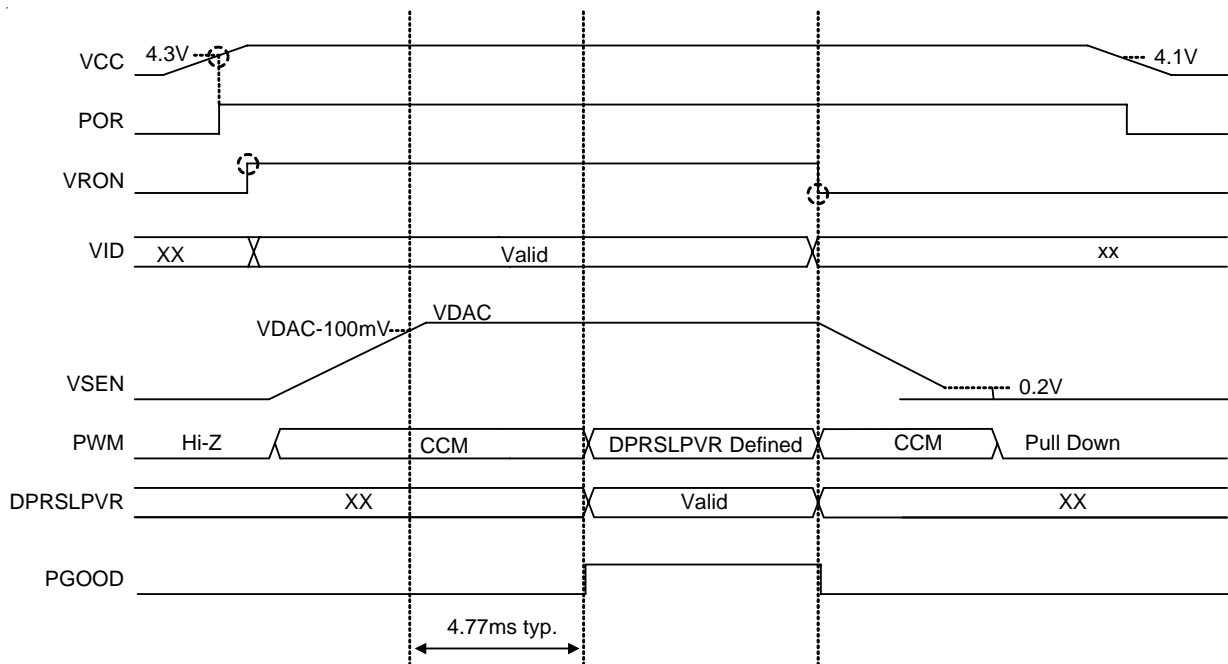 VCC 4.3V 4.1V
POR
VRON
VID XX Valid xx
VDAC
VDAC-100mV
VSEN 0.2V
PWM Hi-Z CCM DPRSLPVR Defined CCM Pull Down
DPRSLPVR XX Valid XX
PGOOD
4.77ms typ.